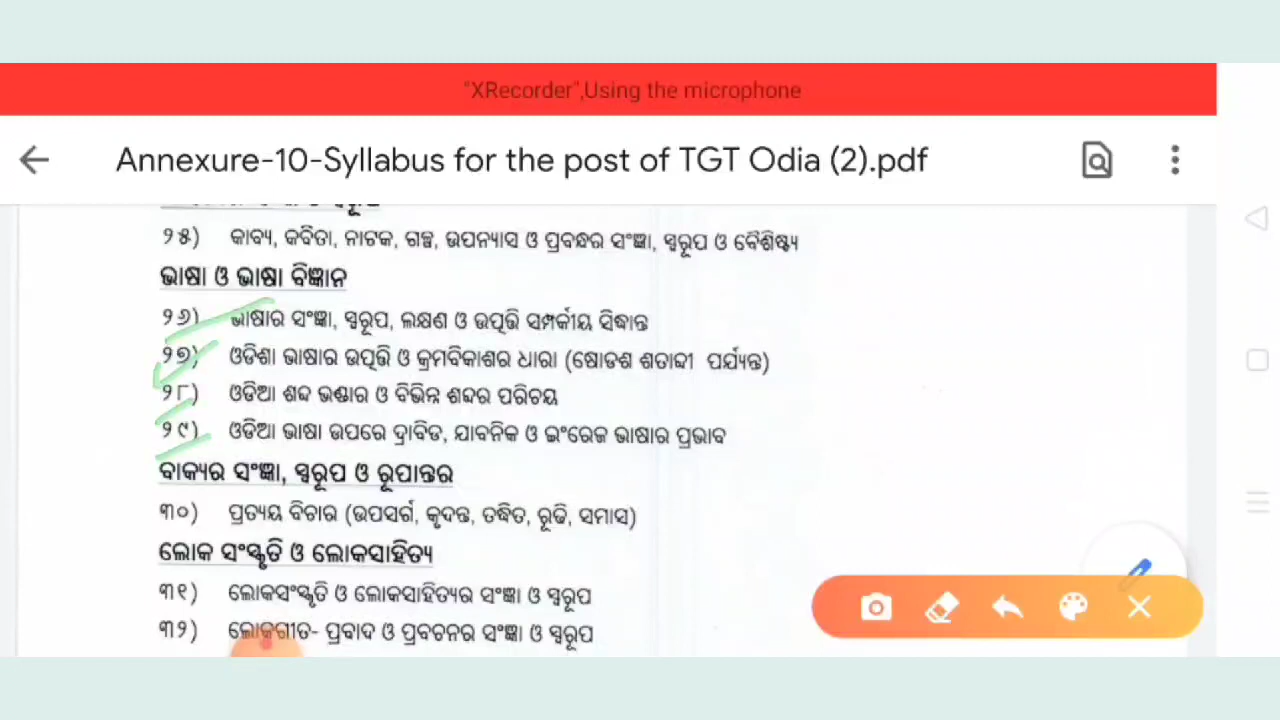 "XRecorder",Using the microphone
Annexure-10-Syllabus for the post of TGT Odia (2).pdf
୨୫) କାବ୍ୟ, କବିତା, ନାଟକ, ଗଳ୍ପ, ଉପନ୍ୟାସ ଓ ପ୍ରବନ୍ଧର ସଂଜ୍ଞା, ସ୍ୱରୂପ ଓ ବୈଶିଷ୍ଟ୍ୟ
ଭାଷା ଓ ଭାଷା ବିଜ୍ଞାନ
୨୬) ଭାଷାର ସଂଜ୍ଞା, ସ୍ୱରୂପ, ଲକ୍ଷଣ ଓ ଉତ୍ପତ୍ତି ସମ୍ପର୍କୀୟ ସିଦ୍ଧାନ୍ତ
୨୭) ଓଡିଶା ଭାଷାର ଉତ୍ପତ୍ତି ଓ କ୍ରମବିକାଶର ଧାରା (ଷୋଡଶ ଶତାବ୍ଦୀ ପର୍ଯ୍ୟନ୍ତ)
୨୮) ଓଡିଆ ଶବ୍ଦ ଭଣ୍ଡାର ଓ ବିଭିନ୍ନ ଶବ୍ଦର ପରିଚୟ
୨୯) ଓଡିଆ ଭାଷା ଉପରେ ଦ୍ରାବିଡ, ଯାବନିକ ଓ ଇଂରେଜ ଭାଷାର ପ୍ରଭାବ
ବାକ୍ୟର ସଂଜ୍ଞା, ସ୍ୱରୂପ ଓ ରୂପାନ୍ତର
୩୦) ପ୍ରତ୍ୟୟ ବିଚାର (ଉପସର୍ଗ, କୃଦନ୍ତ, ତଦ୍ଧିତ, ରୂଢି, ସମାସ)
ଲୋକ ସଂସ୍କୃତି ଓ ଲୋକସାହିତ୍ୟ
୩୧) ଲୋକସଂସ୍କୃତି ଓ ଲୋକସାହିତ୍ୟର ସଂଜ୍ଞା ଓ ସ୍ୱରୂପ
୩୨) ଲୋକଗୀତ- ପ୍ରବାଦ ଓ ପ୍ରବଚନର ସଂଜ୍ଞା ଓ ସ୍ୱରୂପ